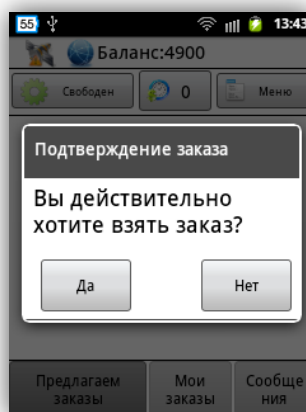 55 13:43
Баланс:4900
Свободен 0 Меню
Подтверждение заказа
Вы действительно
хотите взять заказ?
Да Нет
Предлагаем Мои Сообще
заказы заказы ния